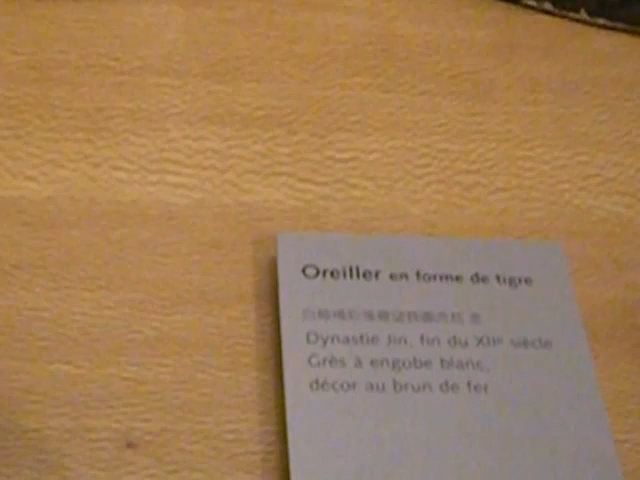 Oreiller en forme de tigre
Dynastie Jin, fin du XIIe siècle
Grès à engobe blanc,
décor au brun de fer